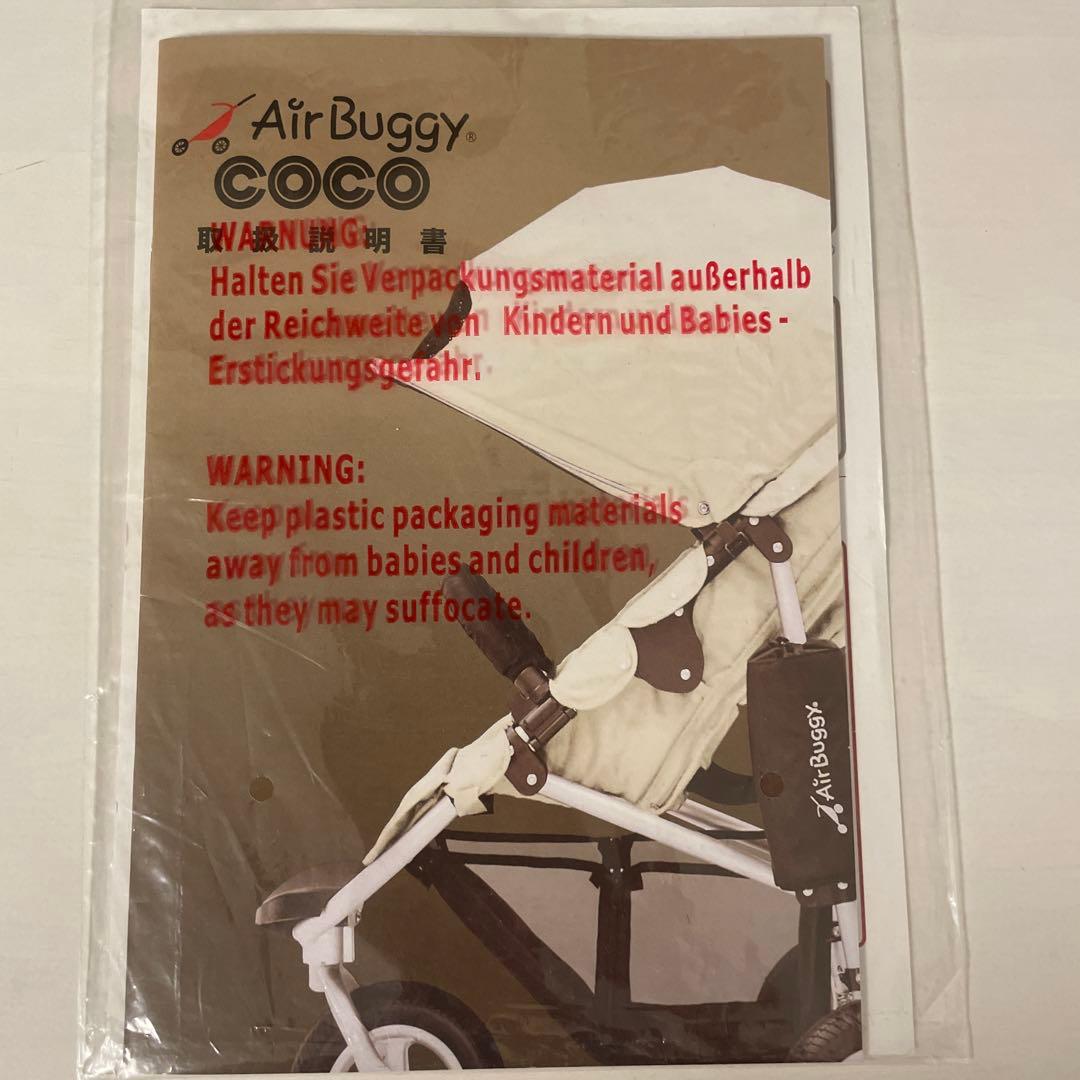 AirBuggy®
COCO
取扱説明書
WARNUNG:
Halten Sie Verpackungsmaterial außerhalb
der Reichweite von Kindern und Babies -
Erstickungsgefahr.
WARNING:
Keep plastic packaging materials
away from babies and children,
as they may suffocate.
AirBuggy®